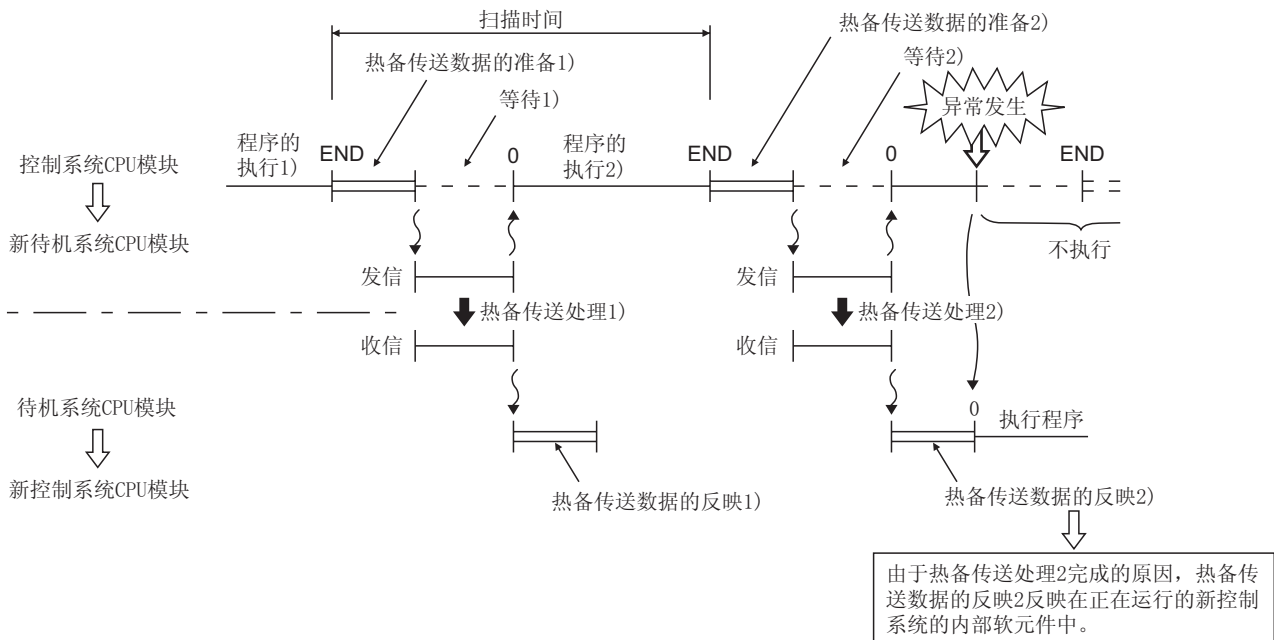 扫描时间
热备传送数据的准备2)
热备传送数据的准备1)
等待2)
等待1)
异常发生
程序的
执行1)
END
0
程序的
执行2)
END
0
END
控制系统CPU模块
新待机系统CPU模块
不执行
发信
发信
热备传送处理1)
热备传送处理2)
收信
收信
待机系统CPU模块
0
执行程序
新控制系统CPU模块
热备传送数据的反映1)
热备传送数据的反映2)
由于热备传送处理2完成的原因，热备传
送数据的反映2反映在正在运行的新控制
系统的内部软元件中。